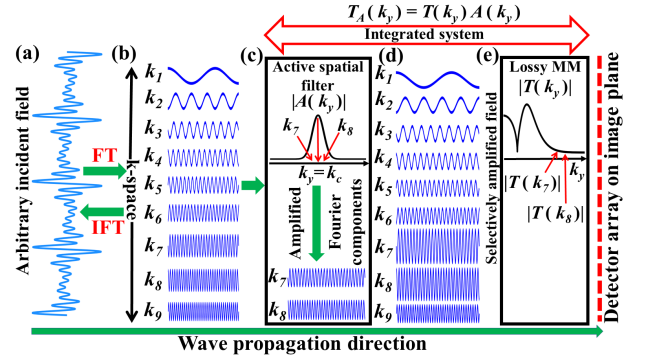 T_A(k_y) = T(k_y) A(k_y)
Integrated system
(a)
Arbitrary incident field
FT
IFT
(b)
k-space
k_1
k_2
k_3
k_4
k_5
k_6
k_7
k_8
k_9
(c)
Active spatial
filter
|A(k_y)|
k_7
k_8
k_y=k_c
Amplified
Fourier
components
k_7
k_8
(d)
k_1
k_2
k_3
k_4
k_5
k_6
k_7
k_8
k_9
Selectively amplified field
(e)
Lossy MM
|T(k_y)|
k_y
|T(k_7)|
|T(k_8)|
Detector array on image plane
Wave propagation direction